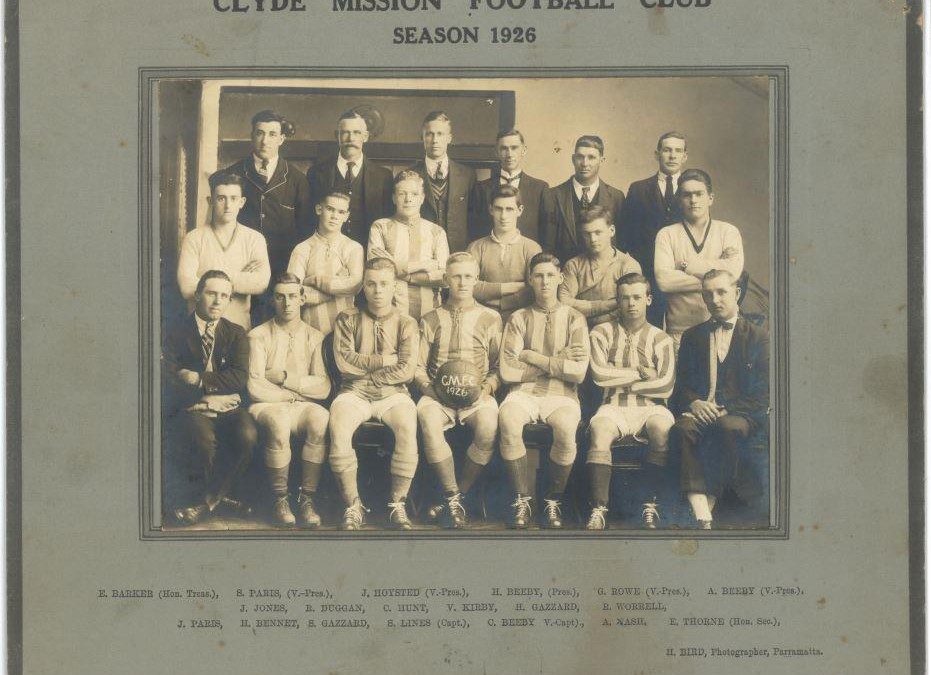 CLYDE MISSION FOOTBALL CLUB
SEASON 1926
C.M.F.C
1926
E. BARKER (Hon. Treas.), S. PARIS, (V.-Pres.), J. HOYSTED (V.-Pres.), H. BEEBY, (Pres.), G. ROWE (V.-Pres.), A. BEEBY (V.-Pres.),
J. JONES, R. DUGGAN, C. HUNT, V. KIRBY, H. GAZZARD, R. WORRELL,
J. PARIS, H. BENNET, S. GAZZARD, S. LINES (Capt.), C. BEEBY V.-Capt)., A. NASH, E. THORNE (Hon. Sec.),
H. BIRD, Photographer, Parramatta.